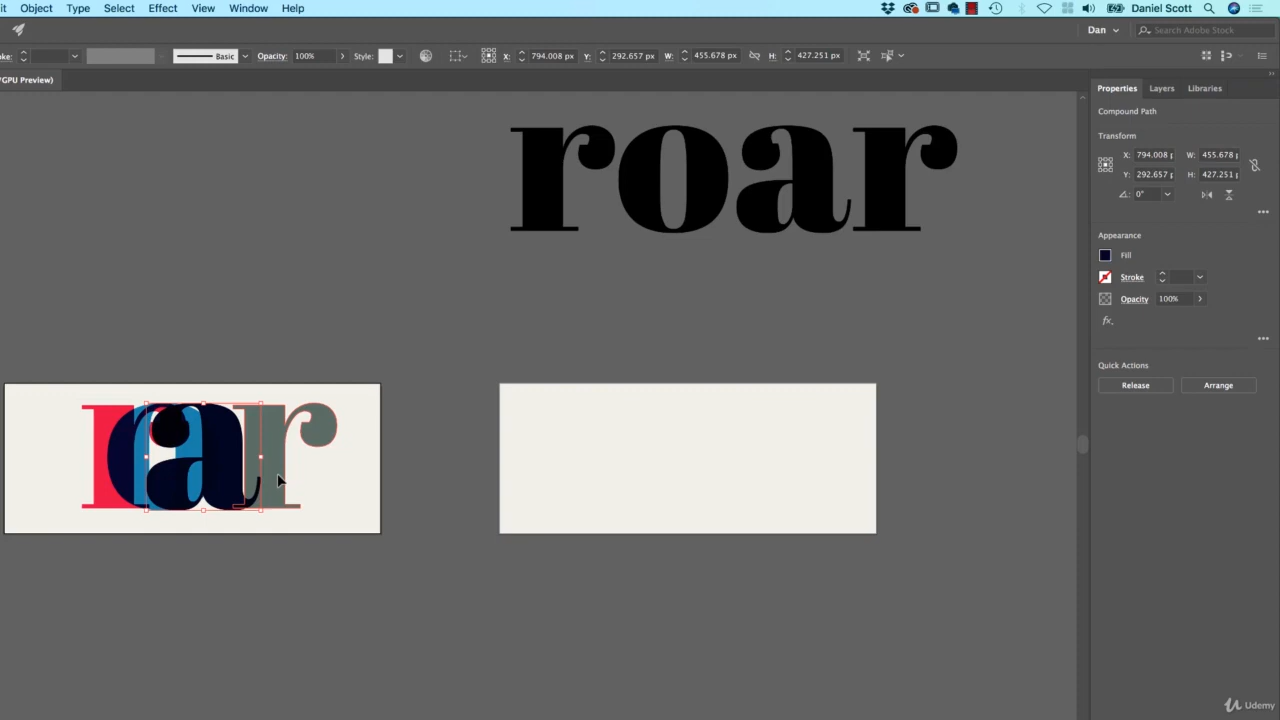 it Object Type Select Effect View Window Help Daniel Scott
Dan Search Adobe Stock
ke: Basic Opacity: 100% Style: X: 794.008 px Y: 292.657 px W: 455.678 px H: 427.251 px
GPU Preview)
Properties Layers Libraries
Compound Path
Transform
X: 794.008 p W: 455.678 p
Y: 292.657 p H: 427.251 p
0°
Appearance
Fill
Stroke
Opacity 100%
fx.
Quick Actions
Release Arrange
roar
roar
Udemy